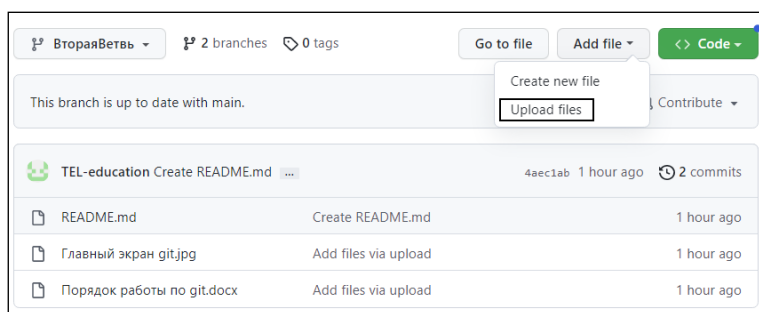 ВтораяВетвь 2 branches 0 tags Go to file Add file <> Code
Create new file
This branch is up to date with main. Contribute
Upload files
TEL-education Create README.md ... 4aec1ab 1 hour ago 2 commits
README.md Create README.md 1 hour ago
Главный экран git.jpg Add files via upload 1 hour ago
Порядок работы по git.docx Add files via upload 1 hour ago